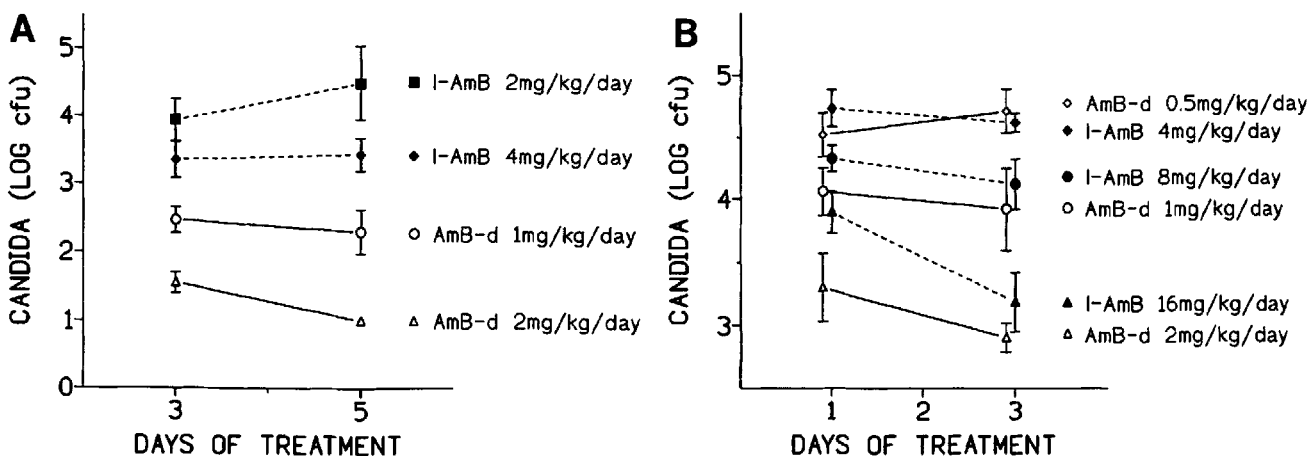 A
CANDIDA (LOG cfu)
5
4
3
2
1
0
3
5
DAYS OF TREATMENT
l-AmB 2mg/kg/day
l-AmB 4mg/kg/day
AmB-d 1mg/kg/day
AmB-d 2mg/kg/day
B
CANDIDA (LOG cfu)
5
4
3
1
2
3
DAYS OF TREATMENT
AmB-d 0.5mg/kg/day
l-AmB 4mg/kg/day
l-AmB 8mg/kg/day
AmB-d 1mg/kg/day
l-AmB 16mg/kg/day
AmB-d 2mg/kg/day